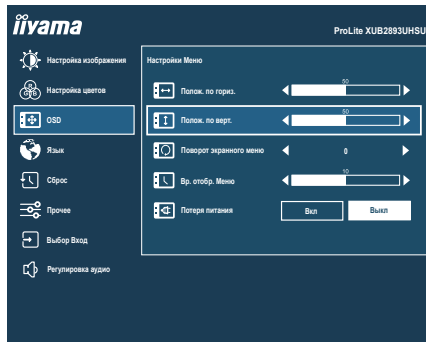 iiyama
ProLite XUB2893UHSU
Настройка изображения
Настройка цветов
R
G B
OSD
Язык
Сброс
Прочее
Выбор Вход
Регулировка аудио
Настройки Меню
Полож. по гориз.
50
Полож. по верт.
50
Поворот экранного меню
0
Вр. отобр. Меню
10
Потеря питания
Вкл
Выкл